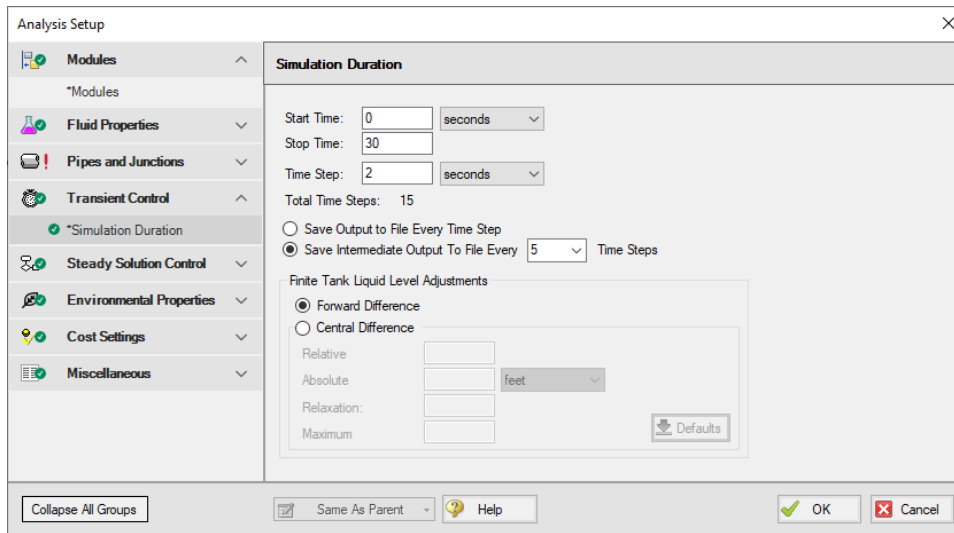 Analysis Setup
Modules
*Modules
Fluid Properties
Pipes and Junctions
Transient Control
*Simulation Duration
Steady Solution Control
Environmental Properties
Cost Settings
Miscellaneous
Simulation Duration
Start Time: 0 seconds
Stop Time: 30
Time Step: 2 seconds
Total Time Steps: 15
Save Output to File Every Time Step
Save Intermediate Output To File Every 5 Time Steps
Finite Tank Liquid Level Adjustments
Forward Difference
Central Difference
Relative
Absolute feet
Relaxation:
Maximum
Defaults
Collapse All Groups Same As Parent Help OK Cancel